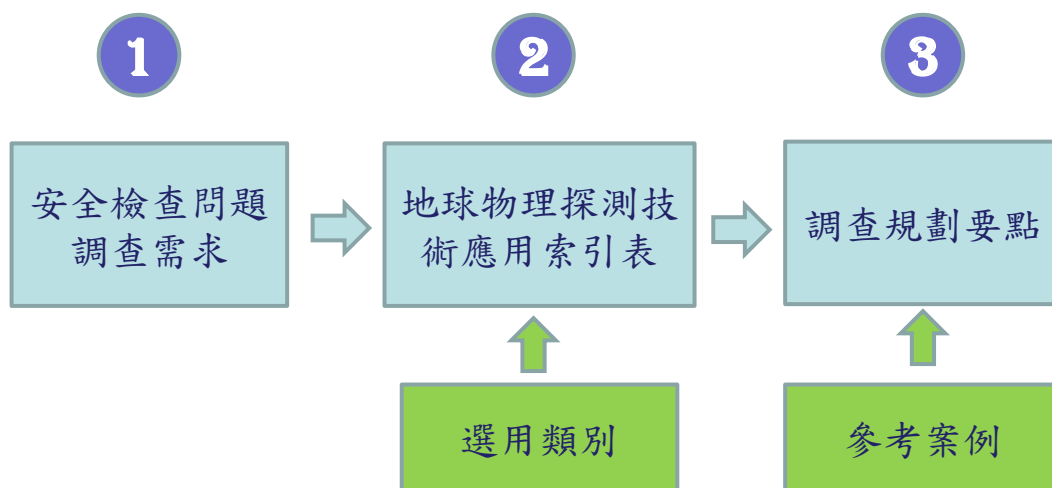 1
2
3
安全檢查問題
調查需求
地球物理探測技
術應用索引表
調查規劃要點
選用類別
參考案例